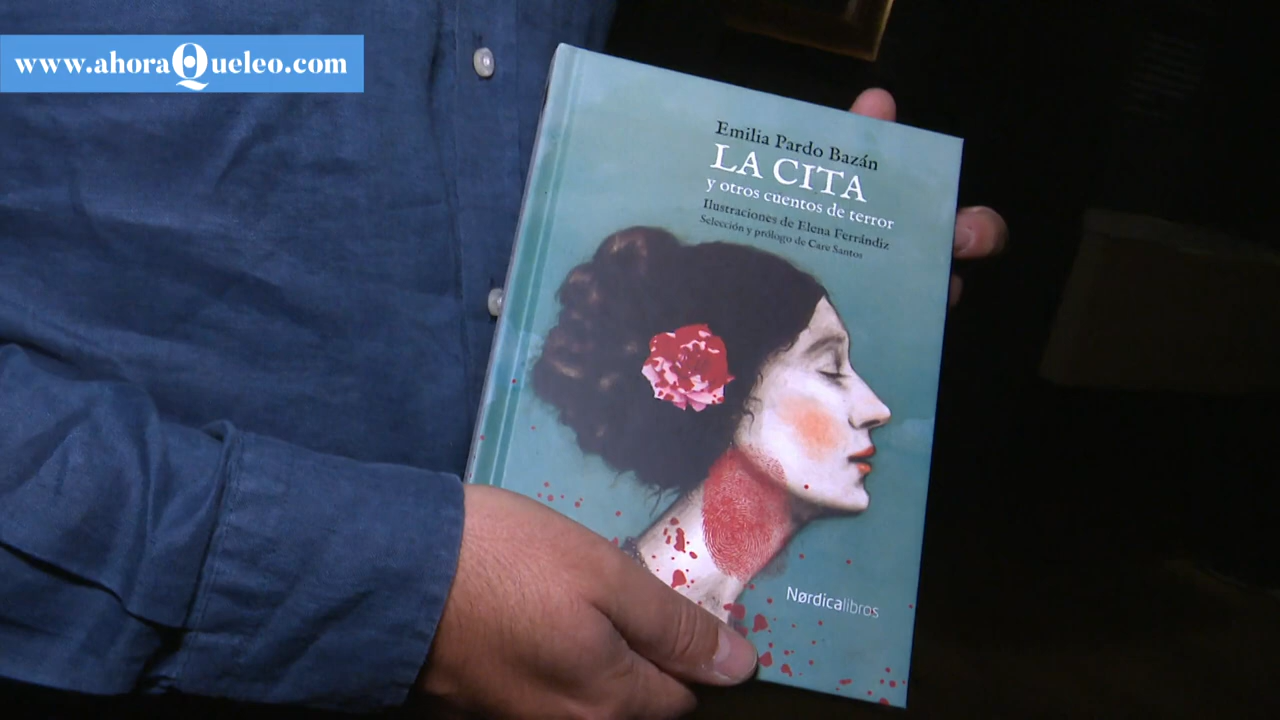 www.ahoraQueleo.com
Emilia Pardo Bazán
LA CITA
y otros cuentos de terror
Ilustraciones de Elena Ferrándiz
Selección y prólogo de Care Santos
Nørdicalibros